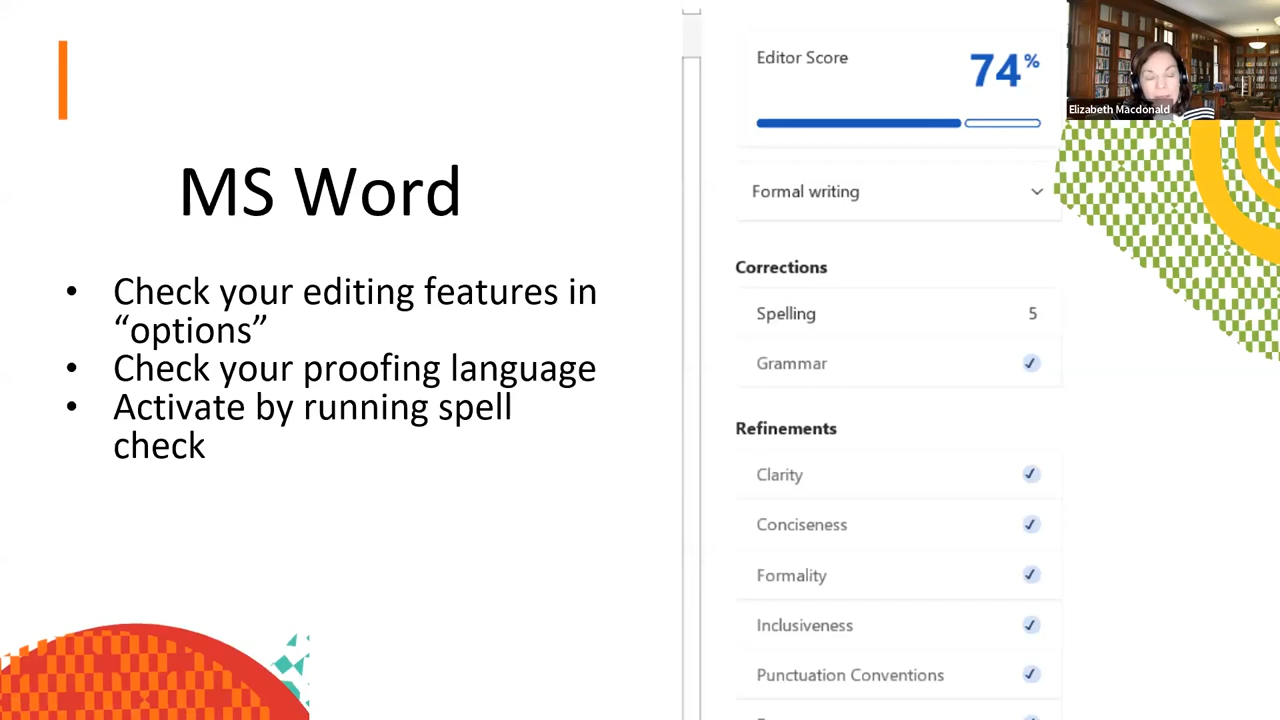 MS Word
• Check your editing features in
“options”
• Check your proofing language
• Activate by running spell
check
Editor Score
74%
Formal writing
Corrections
Spelling 5
Grammar
Refinements
Clarity
Conciseness
Formality
Inclusiveness
Punctuation Conventions
Elizabeth Macdonald